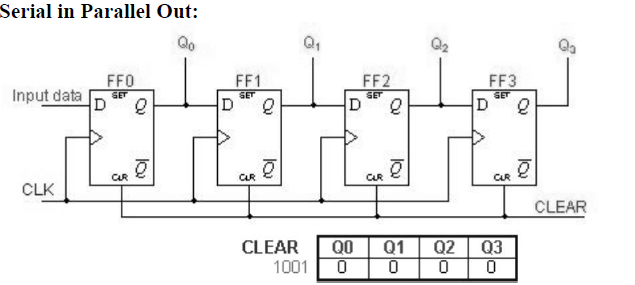 Serial in Parallel Out:
Q0 Q1 Q2 Q3
FF0 FF1 FF2 FF3
Input data D SET Q D SET Q D SET Q D SET Q
CLR Q̅ CLR Q̅ CLR Q̅ CLR Q̅
CLK
CLEAR
CLEAR Q0 Q1 Q2 Q3
1001 0 0 0 0